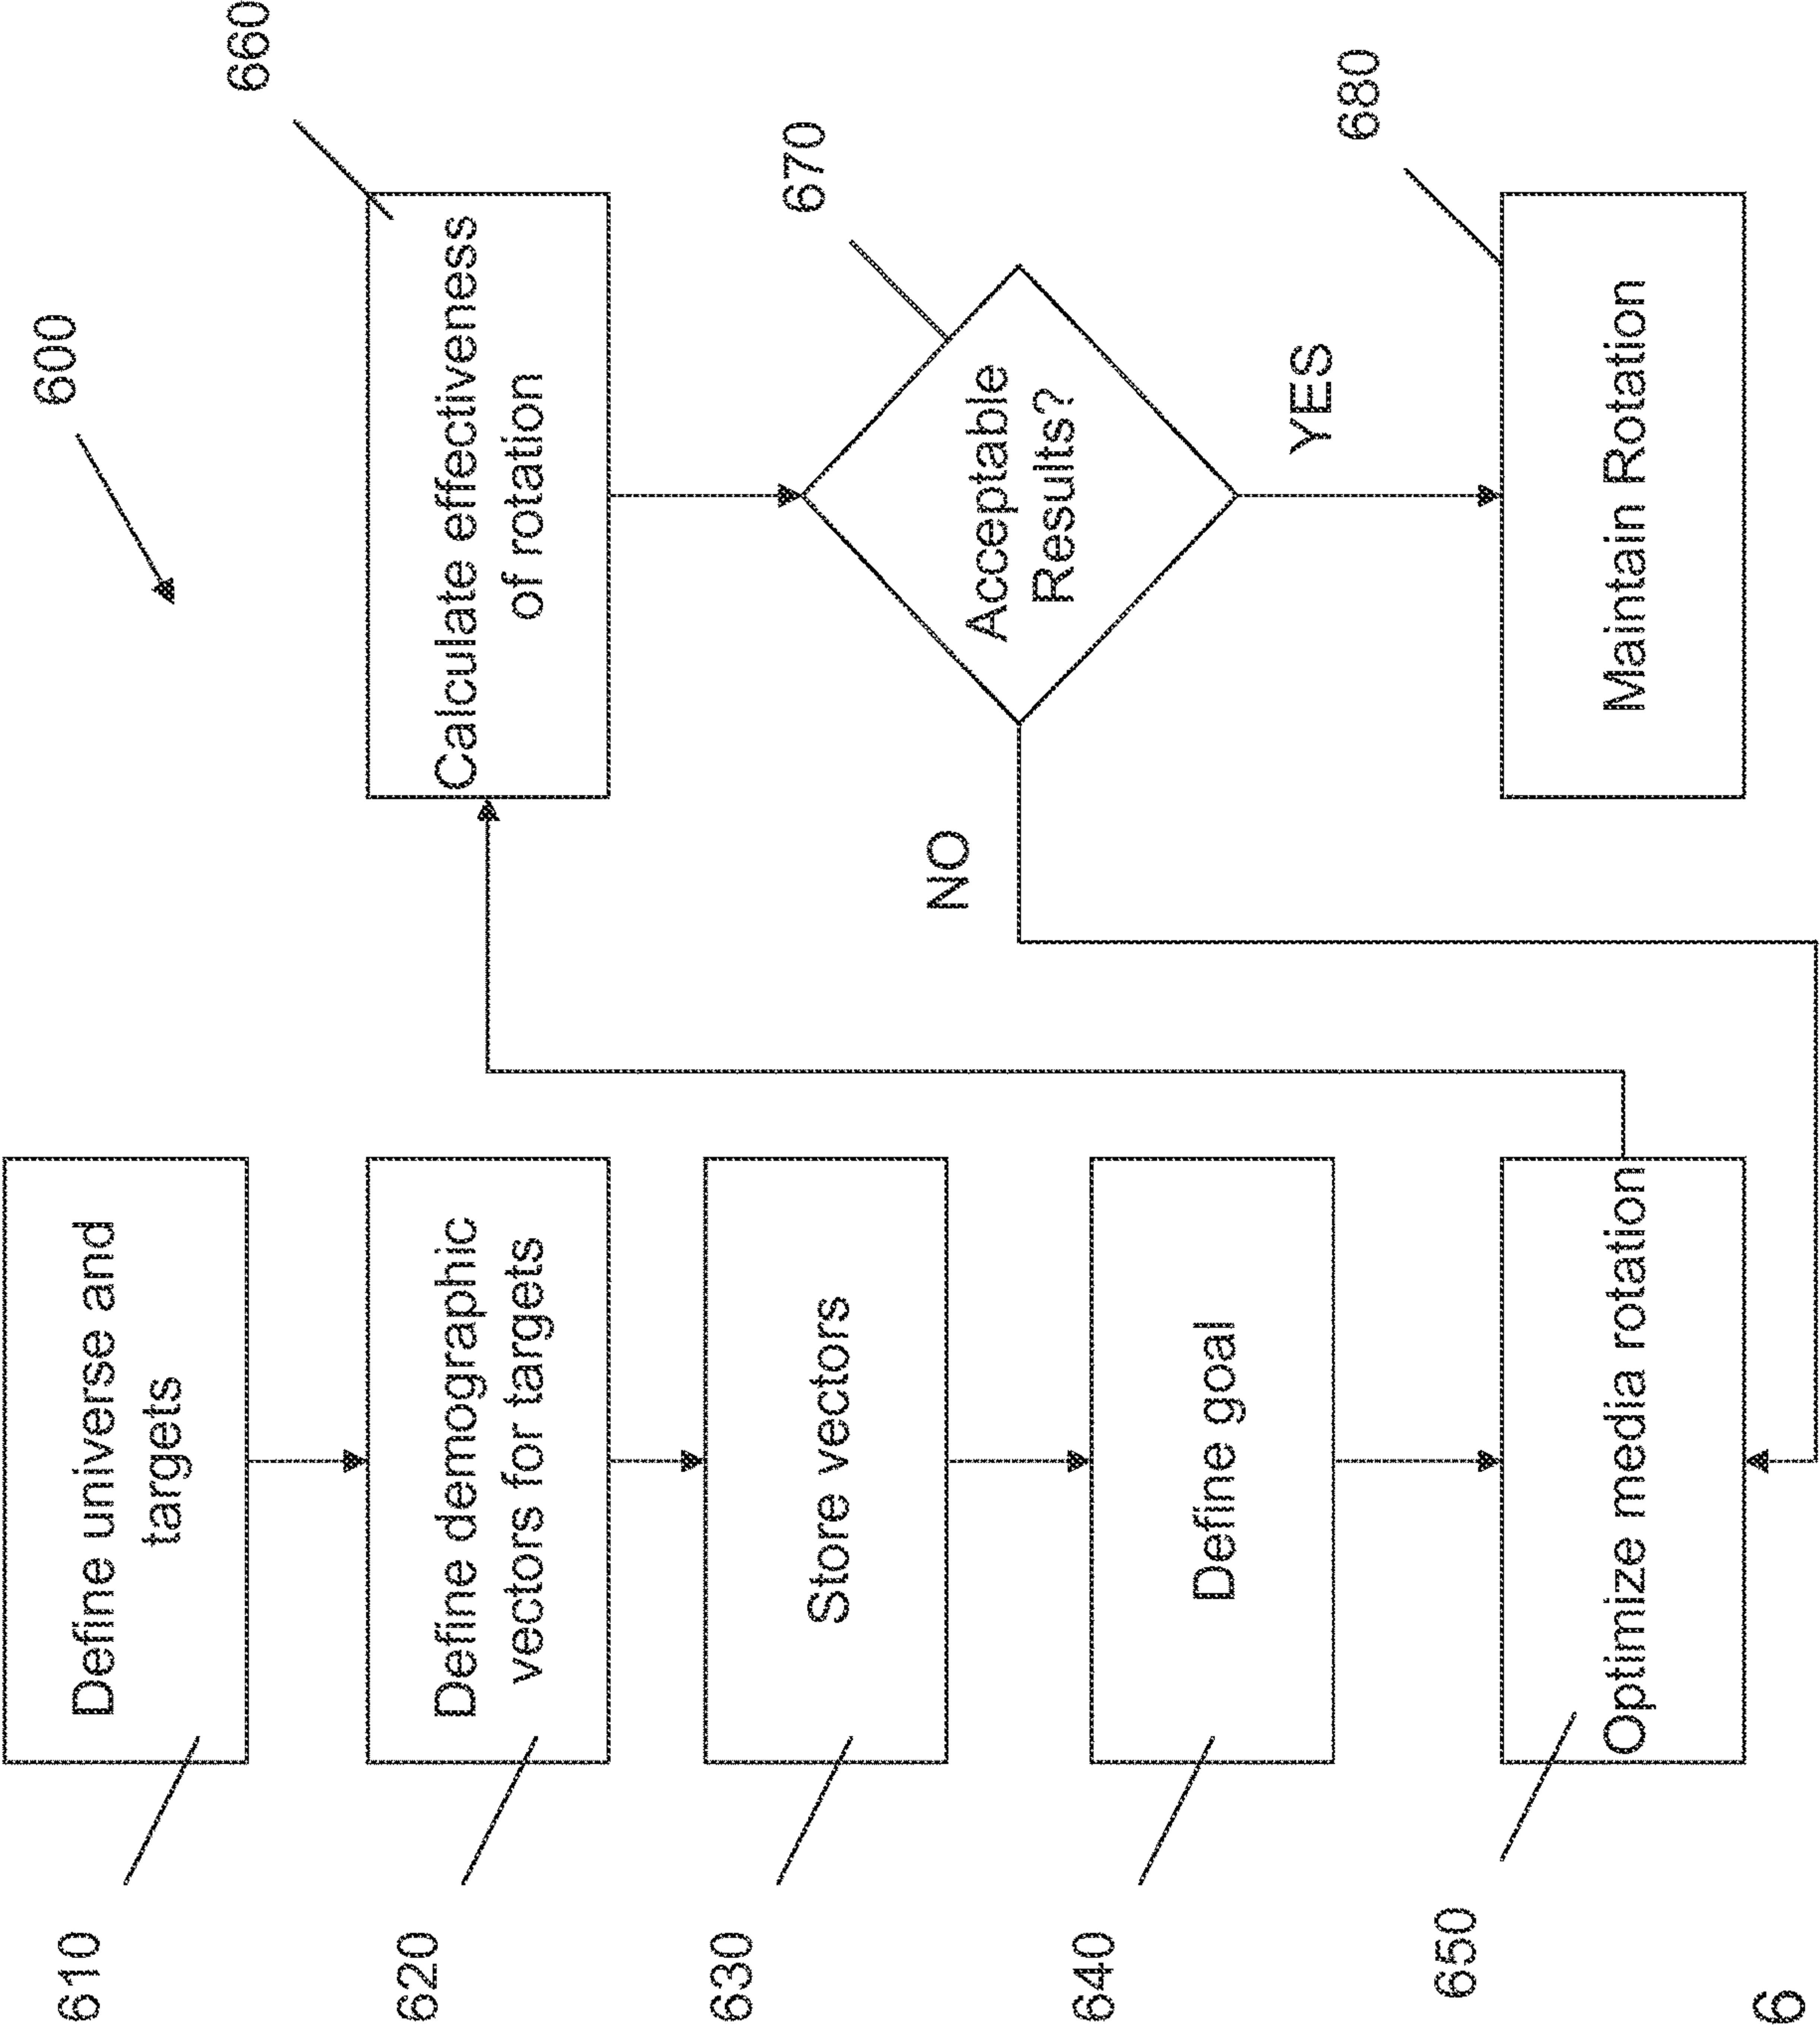 600
610
Define universe and
targets
620
Define demographic
vectors for targets
630
Store vectors
640
Define goal
650
Optimize media rotation
660
Calculate effectiveness
of rotation
670
Acceptable
Results?
NO
YES
680
Maintain Rotation
6